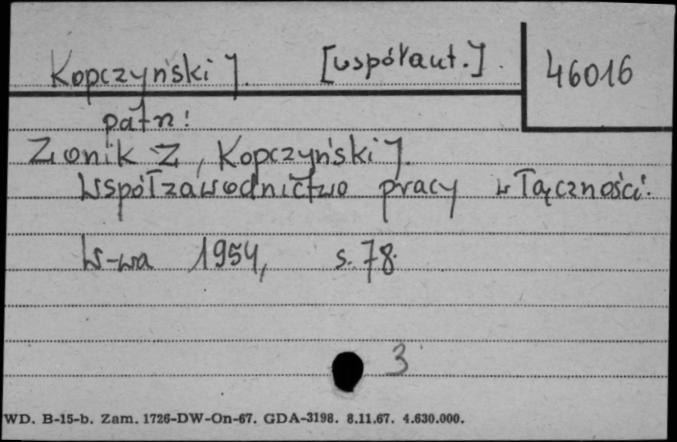 Kopczyński J. [współaut.].
46016
patrz:
Zionik Z, Kopczyński J.
Współzawodnictwo pracy w łączności.
W-wa 1954, s. 78.
3
WD. B-15-b. Zam. 1726-DW-On-67. GDA-3198. 8.11.67. 4.630.000.